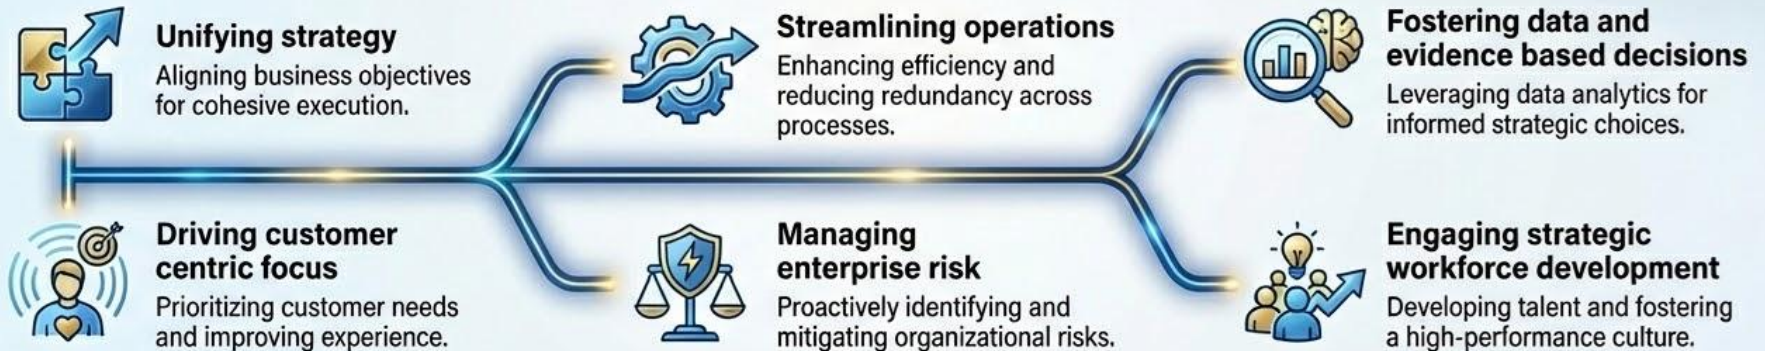 Unifying strategy
Aligning business objectives
for cohesive execution.
Streamlining operations
Enhancing efficiency and
reducing redundancy across
processes.
Fostering data and
evidence based decisions
Leveraging data analytics for
informed strategic choices.
Driving customer
centric focus
Prioritizing customer needs
and improving experience.
Managing
enterprise risk
Proactively identifying and
mitigating organizational risks.
Engaging strategic
workforce development
Developing talent and fostering
a high-performance culture.